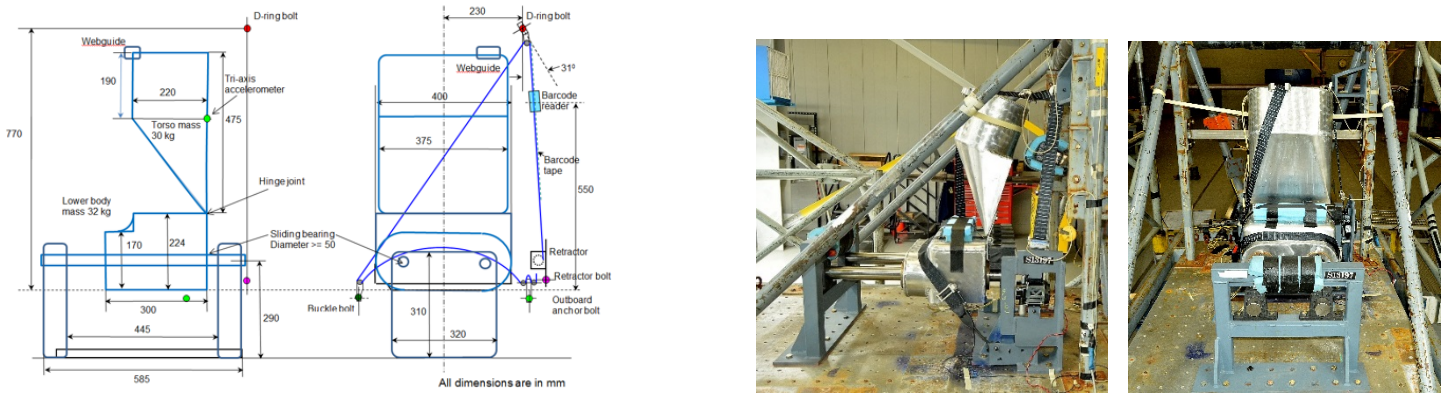 D-ring bolt
Webguide
190
220
Tri-axis
accelerometer
Torso mass
30 kg
475
770
Hinge joint
Lower body
mass 32 kg
170
224
Sliding bearing
Diameter >= 50
300
445
290
585
230
D-ring bolt
Webguide
31º
400
Barcode
reader
375
Barcode
tape
550
Retractor
Retractor bolt
Buckle bolt
310
320
Outboard
anchor bolt
All dimensions are in mm
S13197
S13197